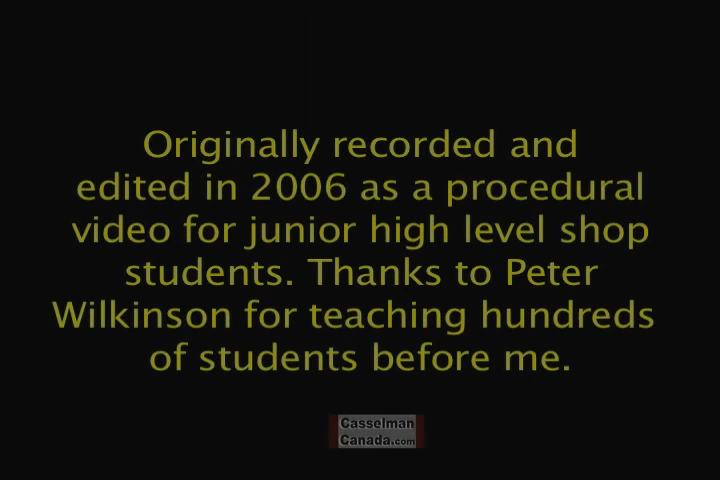 Originally recorded and
edited in 2006 as a procedural
video for junior high level shop
students. Thanks to Peter
Wilkinson for teaching hundreds
of students before me.
Casselman
Canada.com